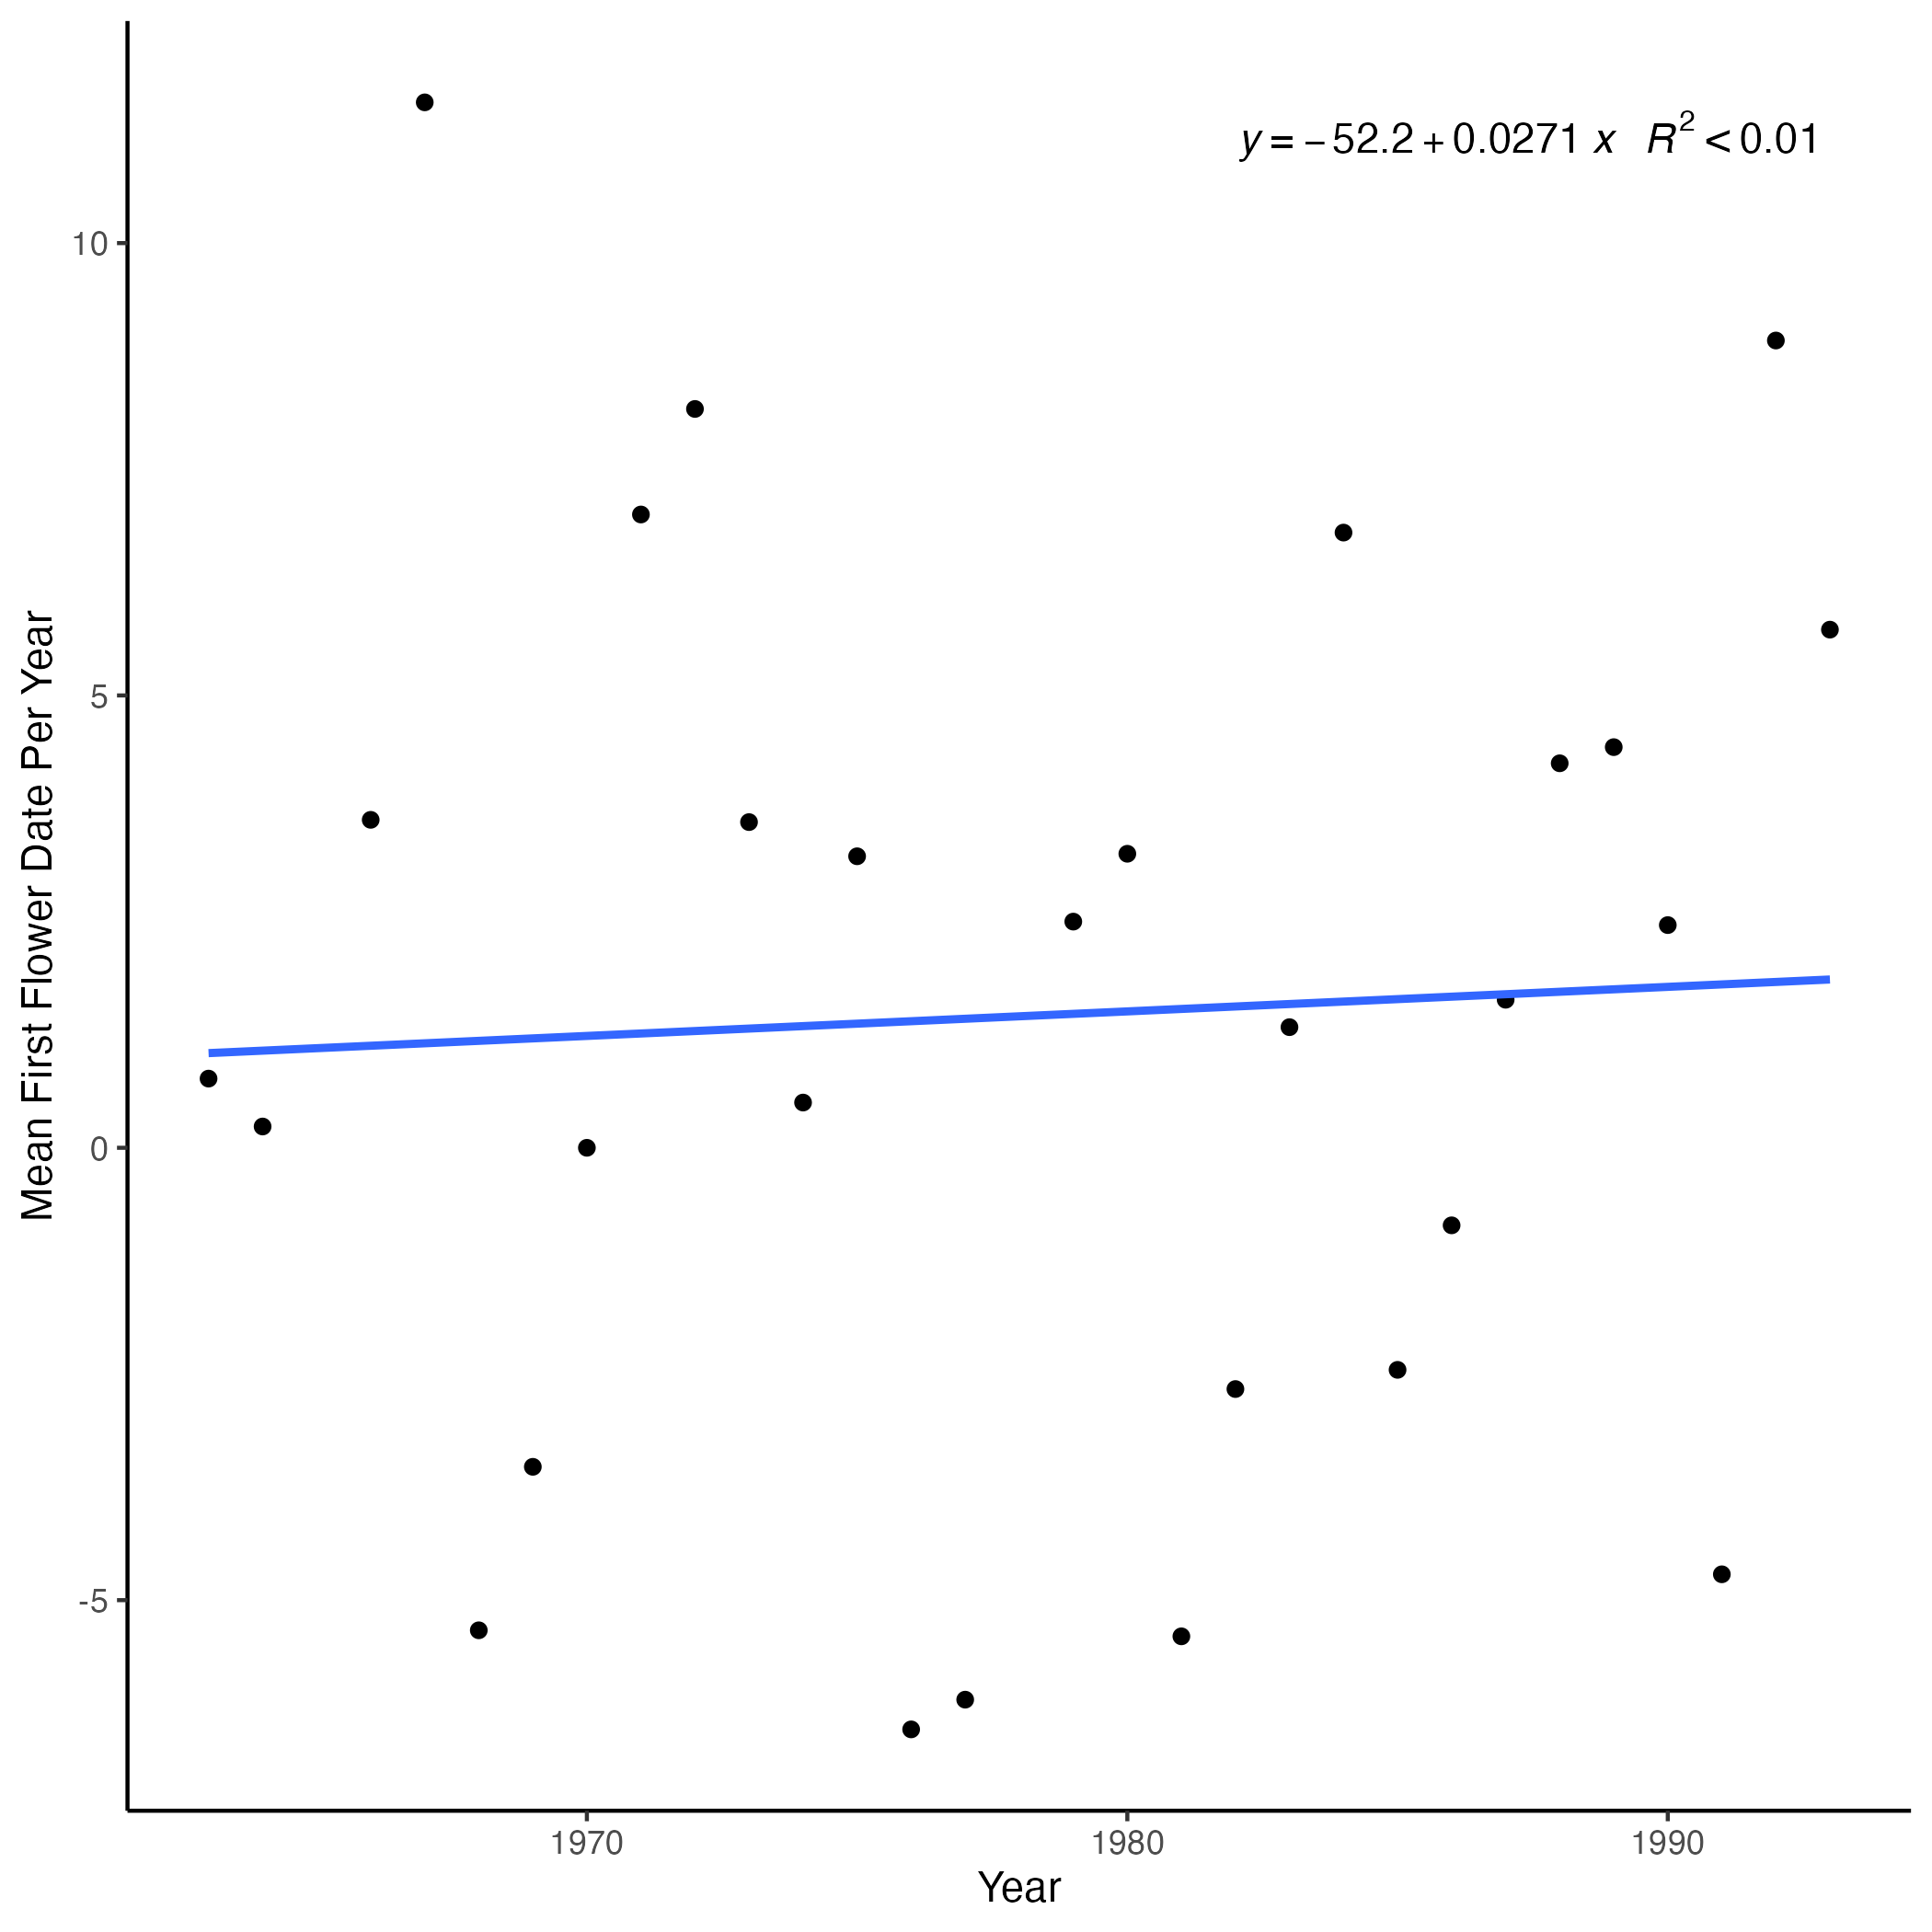 y = −52.2 + 0.0271 x R² < 0.01
10
5
0
-5
Mean First Flower Date Per Year
1970 1980 1990
Year